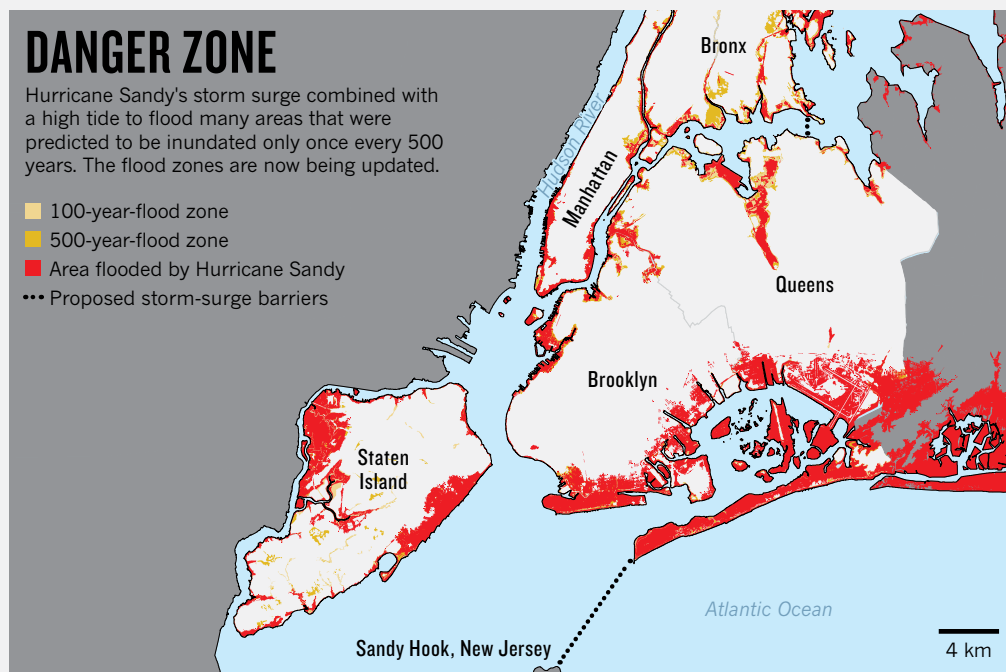 DANGER ZONE
Hurricane Sandy's storm surge combined with
a high tide to flood many areas that were
predicted to be inundated only once every 500
years. The flood zones are now being updated.
100-year-flood zone
500-year-flood zone
Area flooded by Hurricane Sandy
Proposed storm-surge barriers
Bronx
Hudson River
Manhattan
Queens
Brooklyn
Staten
Island
Atlantic Ocean
Sandy Hook, New Jersey
4 km